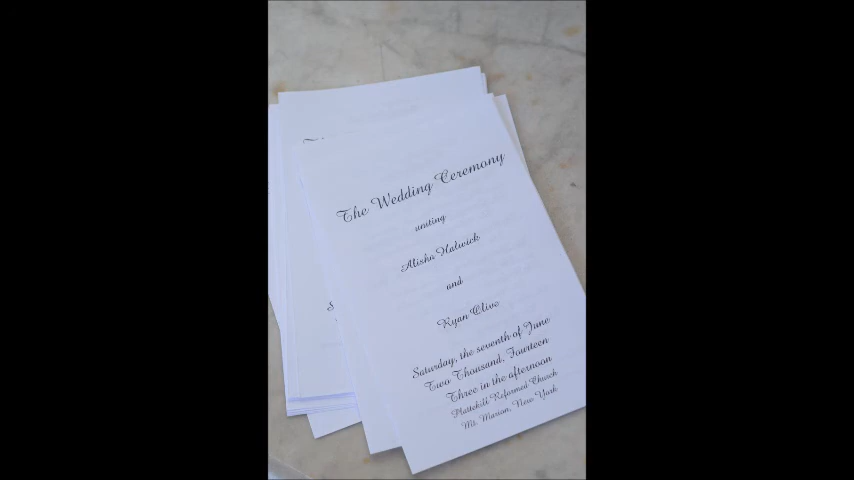 The Wedding Ceremony
uniting
Alisha Halwick
and
Ryan Clivo
Saturday, the seventh of June
Two Thousand, Fourteen
Three in the afternoon
Plattekill Reformed Church
Mt. Marion, New York